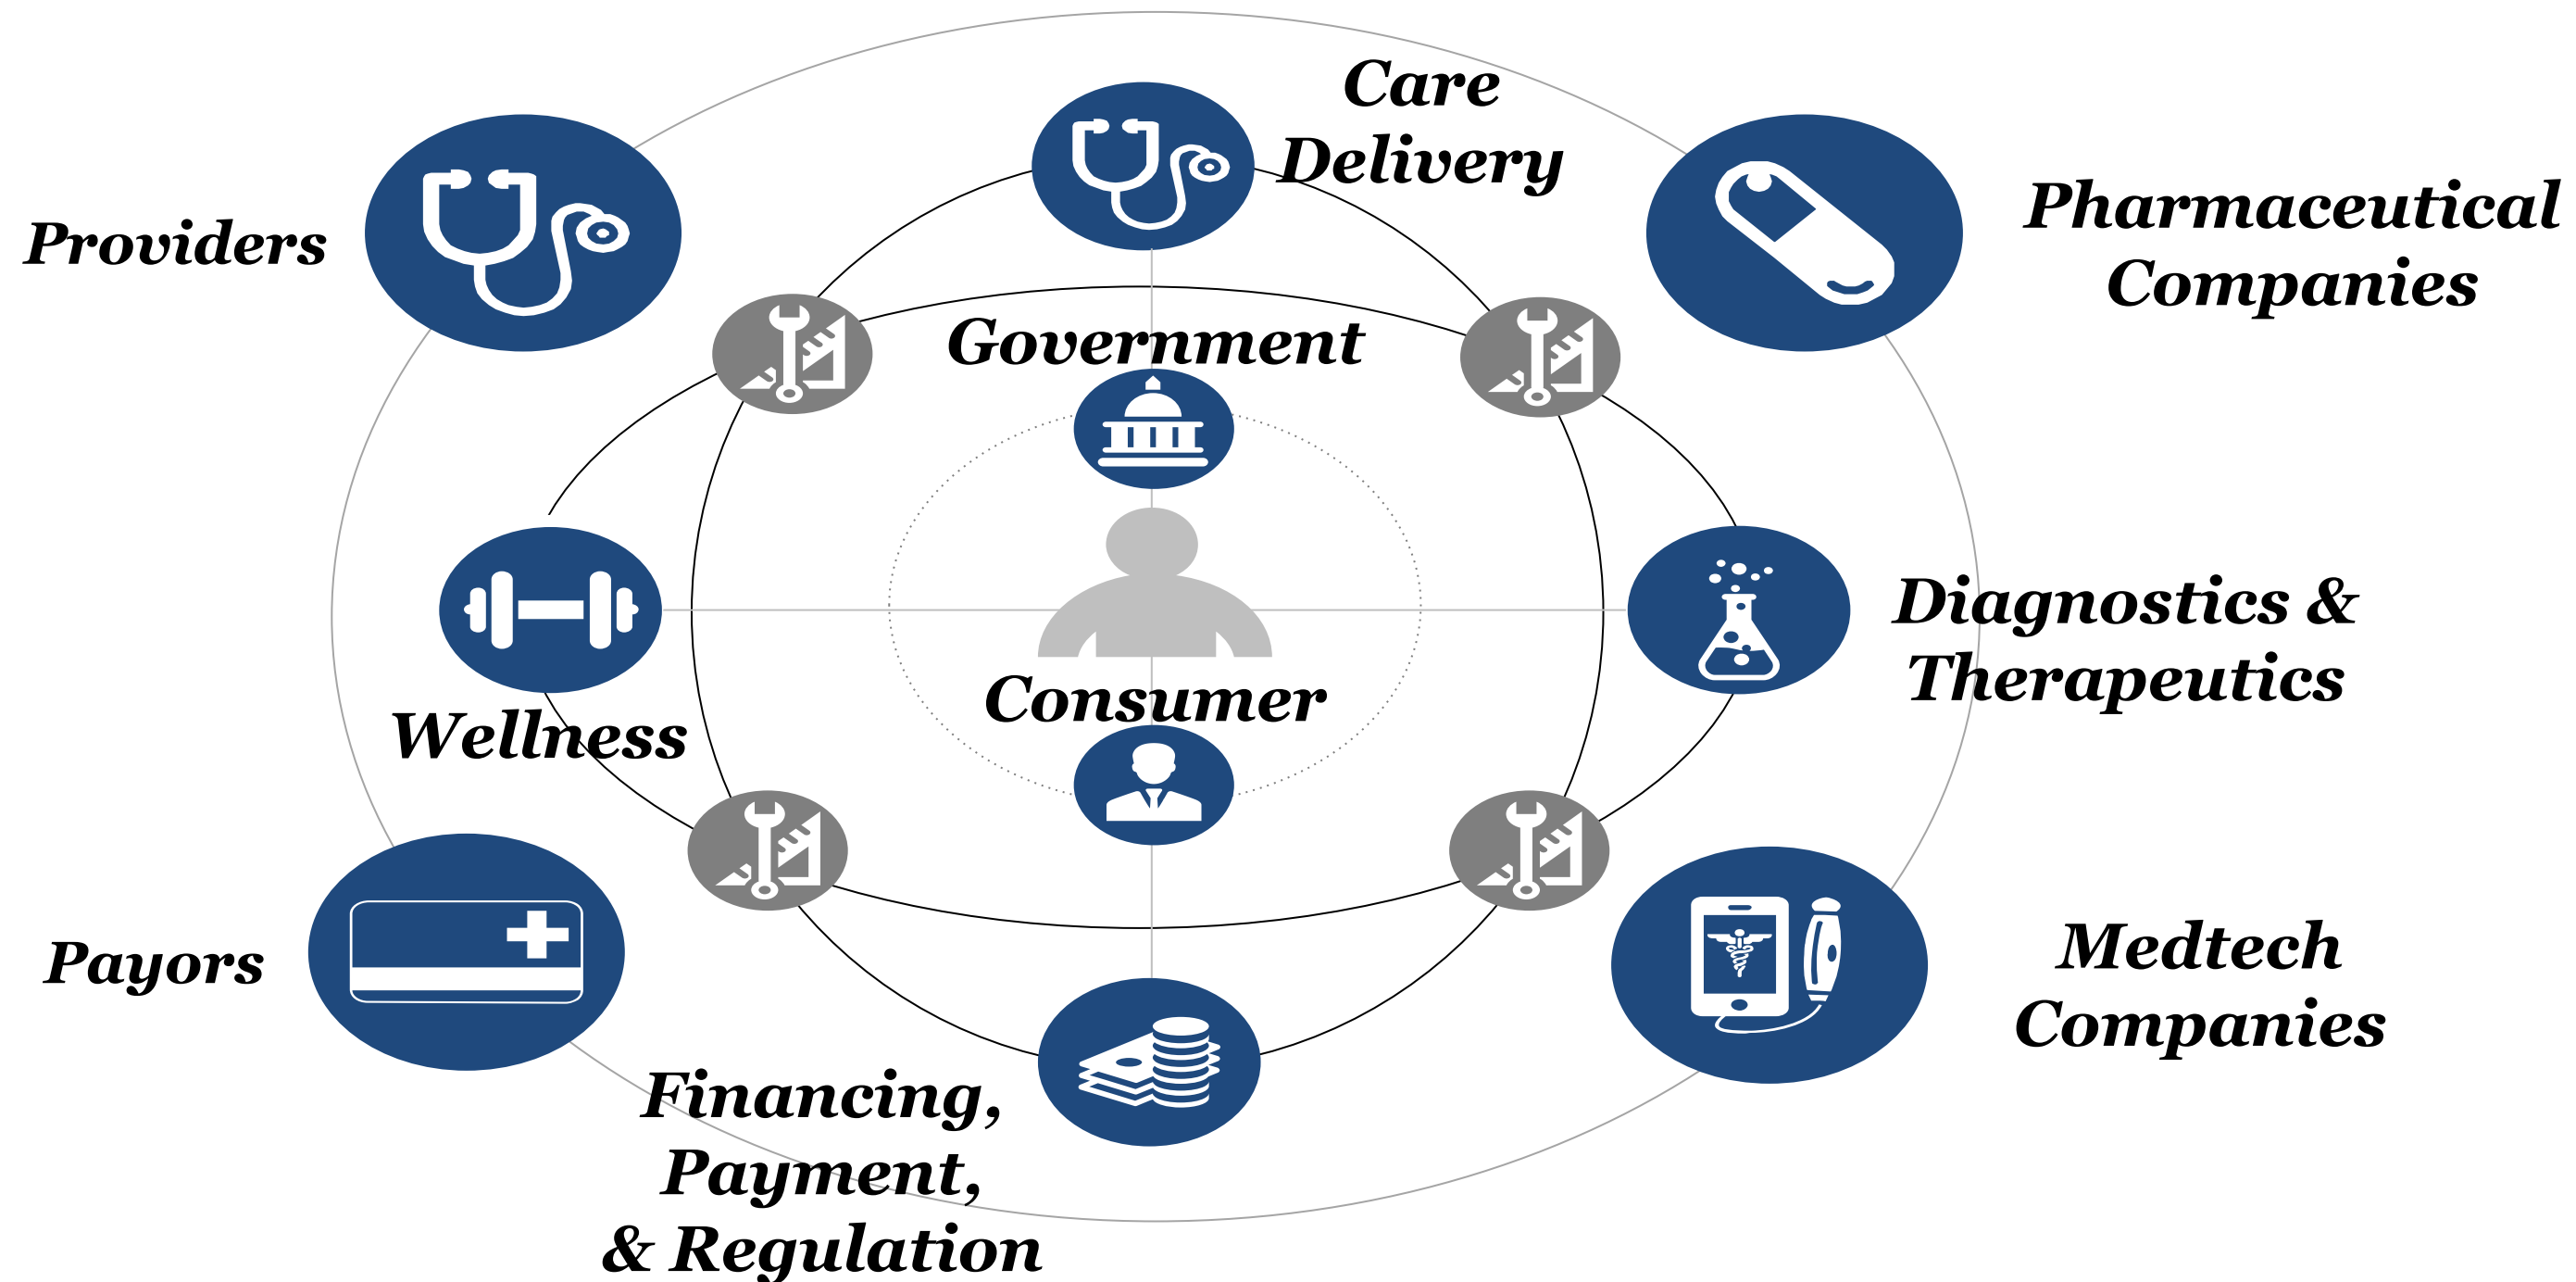 Care
Delivery
Providers
Pharmaceutical
Companies
Government
Diagnostics &
Therapeutics
Consumer
Wellness
Payors
Medtech
Companies
Financing,
Payment,
& Regulation